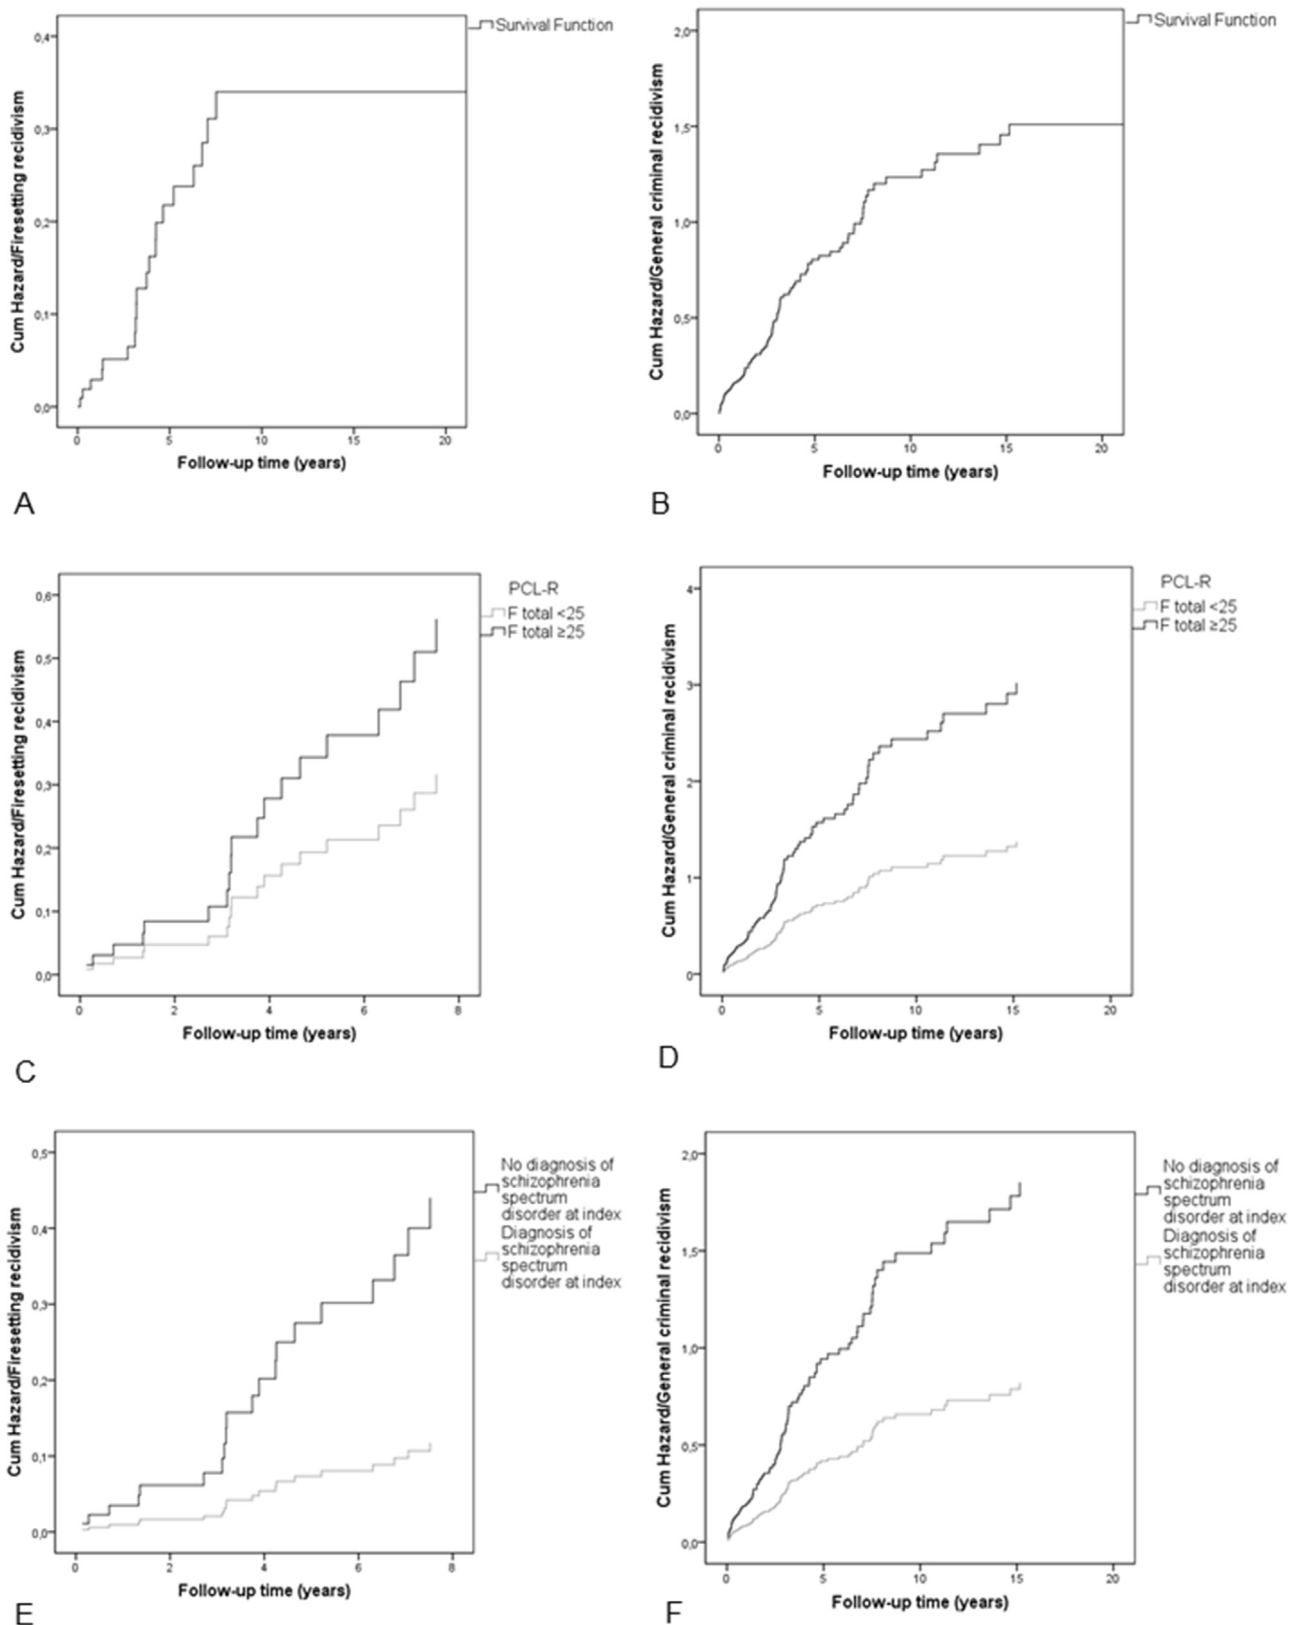 Survival Function
0,4
0,3
0,2
0,1
0,0
Cum Hazard/Firesetting recidivism
0 5 10 15 20
Follow-up time (years)
A
Survival Function
2,0
1,5
1,0
0,5
0,0
Cum Hazard/General criminal recidivism
0 5 10 15 20
Follow-up time (years)
B
PCL-R
F total <25
F total ≥25
0,6
0,5
0,4
0,3
0,2
0,1
0,0
Cum Hazard/Firesetting recidivism
0 2 4 6 8
Follow-up time (years)
C
PCL-R
F total <25
F total ≥25
4
3
2
1
0
Cum Hazard/General criminal recidivism
0 5 10 15 20
Follow-up time (years)
D
No diagnosis of
schizophrenia
spectrum
disorder at index
Diagnosis of
schizophrenia
spectrum
disorder at index
0,5
0,4
0,3
0,2
0,1
0,0
Cum Hazard/Firesetting recidivism
0 2 4 6 8
Follow-up time (years)
E
No diagnosis of
schizophrenia
spectrum
disorder at index
Diagnosis of
schizophrenia
spectrum
disorder at index
2,0
1,5
1,0
0,5
0,0
Cum Hazard/General criminal recidivism
0 5 10 15 20
Follow-up time (years)
F